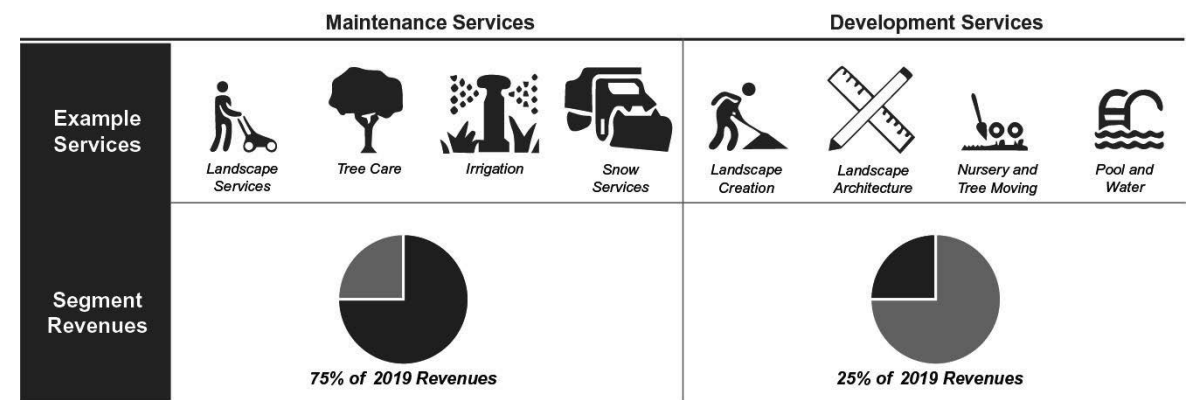 Maintenance Services
Development Services
Example
Services
Landscape
Services
Tree Care
Irrigation
Snow
Services
Landscape
Creation
Landscape
Architecture
Nursery and
Tree Moving
Pool and
Water
Segment
Revenues
75% of 2019 Revenues
25% of 2019 Revenues